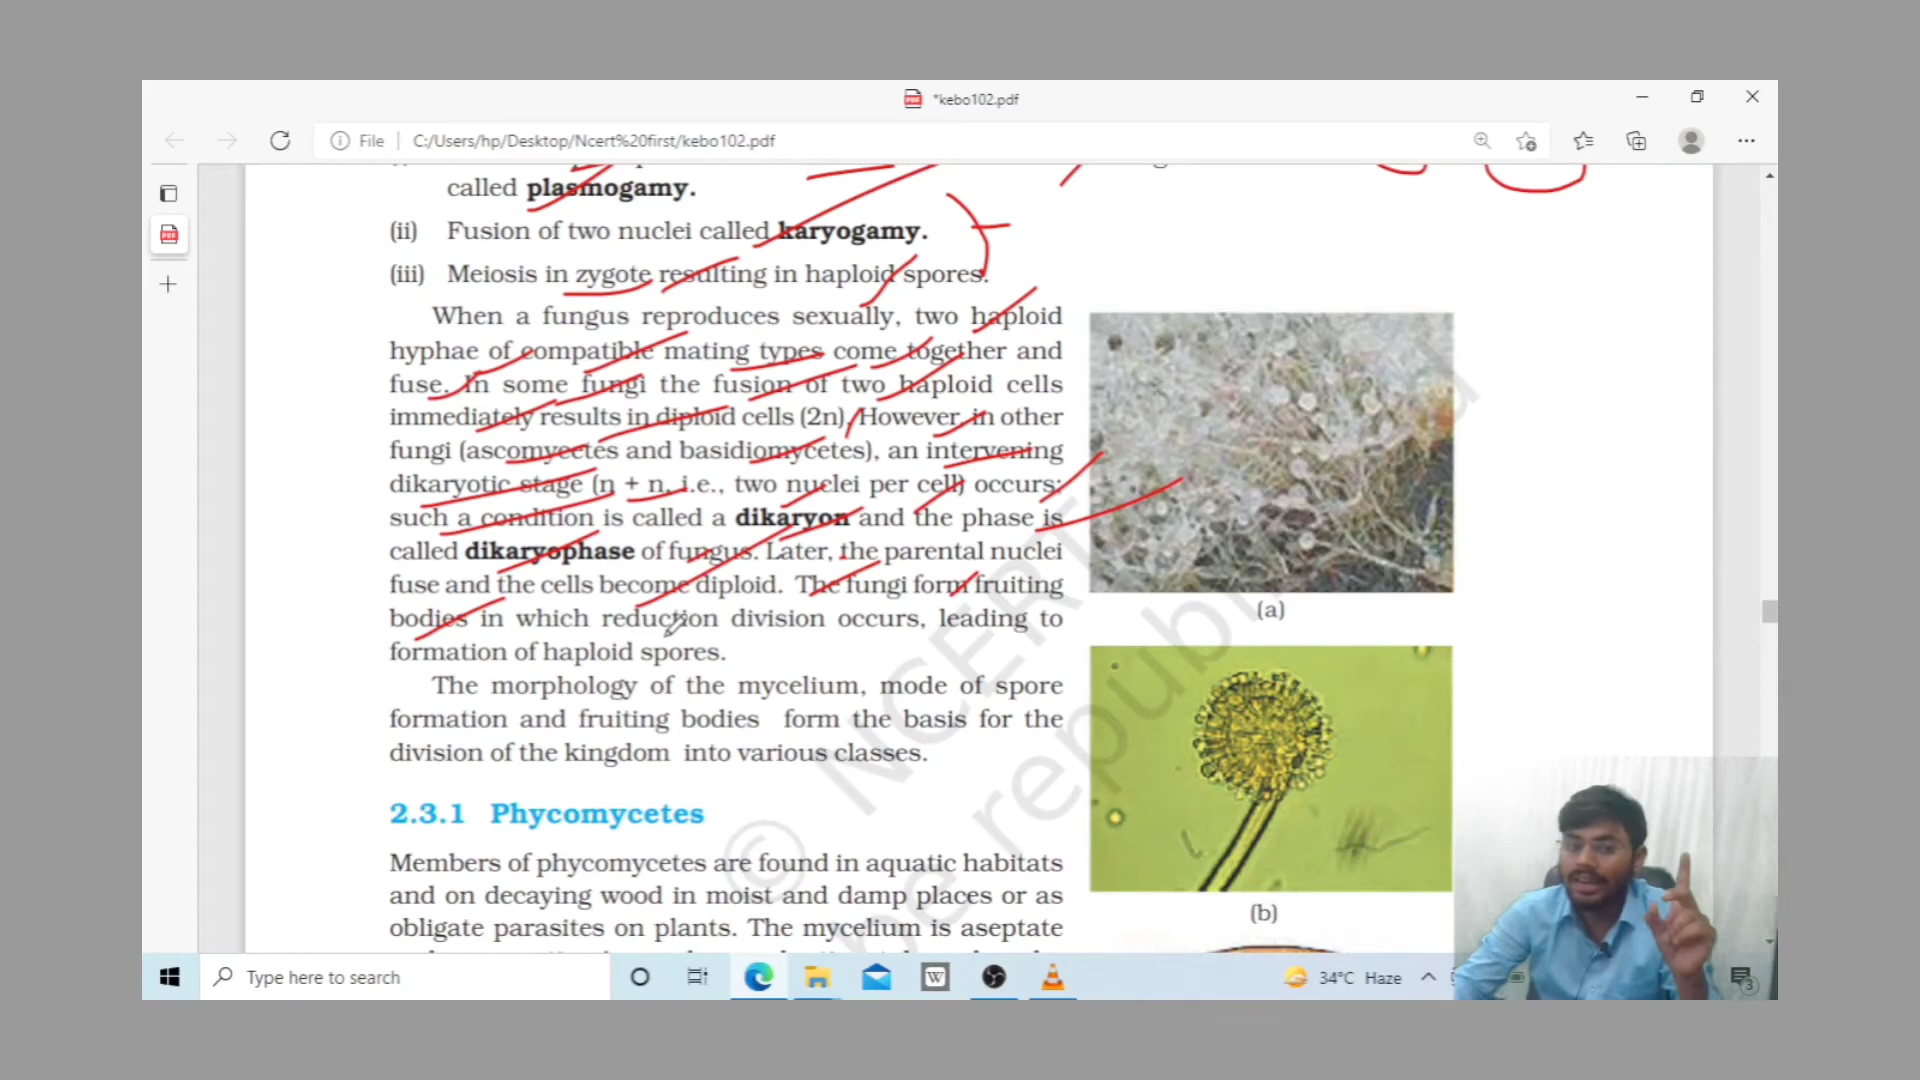 *kebo102.pdf
File | C:/Users/hp/Desktop/Ncert%20first/kebo102.pdf
called plasmogamy.
(ii) Fusion of two nuclei called karyogamy.
(iii) Meiosis in zygote resulting in haploid spores.
When a fungus reproduces sexually, two haploid
hyphae of compatible mating types come together and
fuse. In some fungi the fusion of two haploid cells
immediately results in diploid cells (2n). However, in other
fungi (ascomycetes and basidiomycetes), an intervening
dikaryotic stage (n + n, i.e., two nuclei per cell) occurs;
such a condition is called a dikaryon and the phase is
called dikaryophase of fungus. Later, the parental nuclei
fuse and the cells become diploid. The fungi form fruiting
bodies in which reduction division occurs, leading to
formation of haploid spores.
The morphology of the mycelium, mode of spore
formation and fruiting bodies form the basis for the
division of the kingdom into various classes.
2.3.1 Phycomycetes
Members of phycomycetes are found in aquatic habitats
and on decaying wood in moist and damp places or as
obligate parasites on plants. The mycelium is aseptate
(a)
(b)
© NCERT
be republi
Type here to search
34°C Haze
3